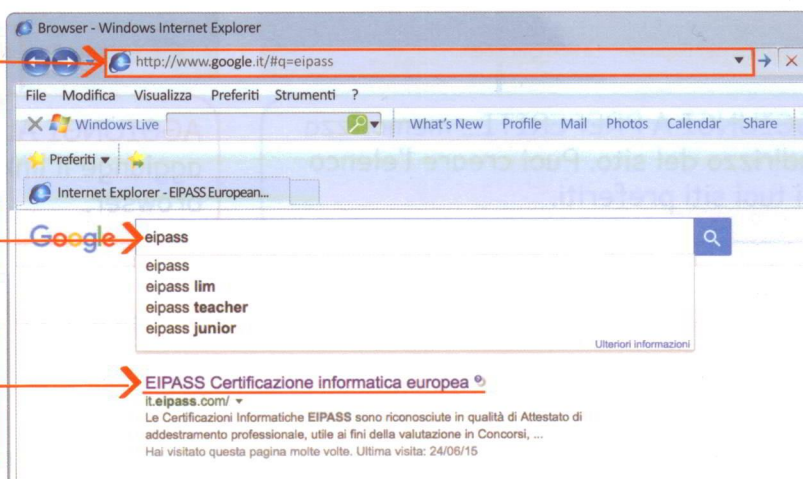 Browser - Windows Internet Explorer
http://www.google.it/#q=eipass
File Modifica Visualizza Preferiti Strumenti ?
Windows Live What's New Profile Mail Photos Calendar Share
Preferiti
Internet Explorer - EIPASS European...
Google eipass
eipass
eipass lim
eipass teacher
eipass junior
Ulteriori informazioni
EIPASS Certificazione informatica europea
it.eipass.com/
Le Certificazioni Informatiche EIPASS sono riconosciute in qualità di Attestato di
addestramento professionale, utile ai fini della valutazione in Concorsi, ...
Hai visitato questa pagina molte volte. Ultima visita: 24/06/15